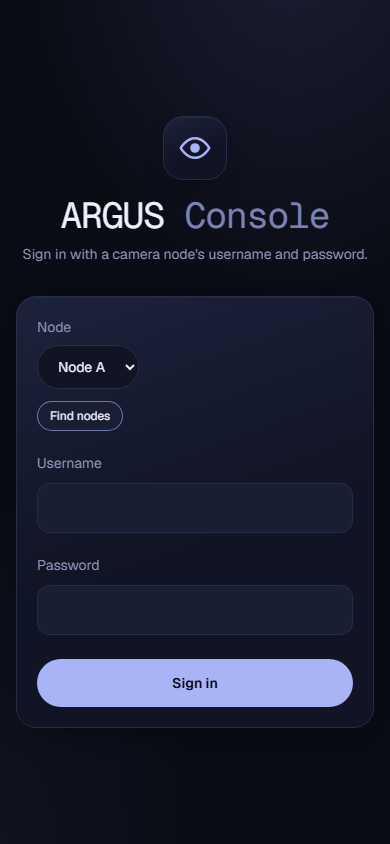 ARGUS Console
Sign in with a camera node's username and password.
Node
Node A
Find nodes
Username
Password
Sign in